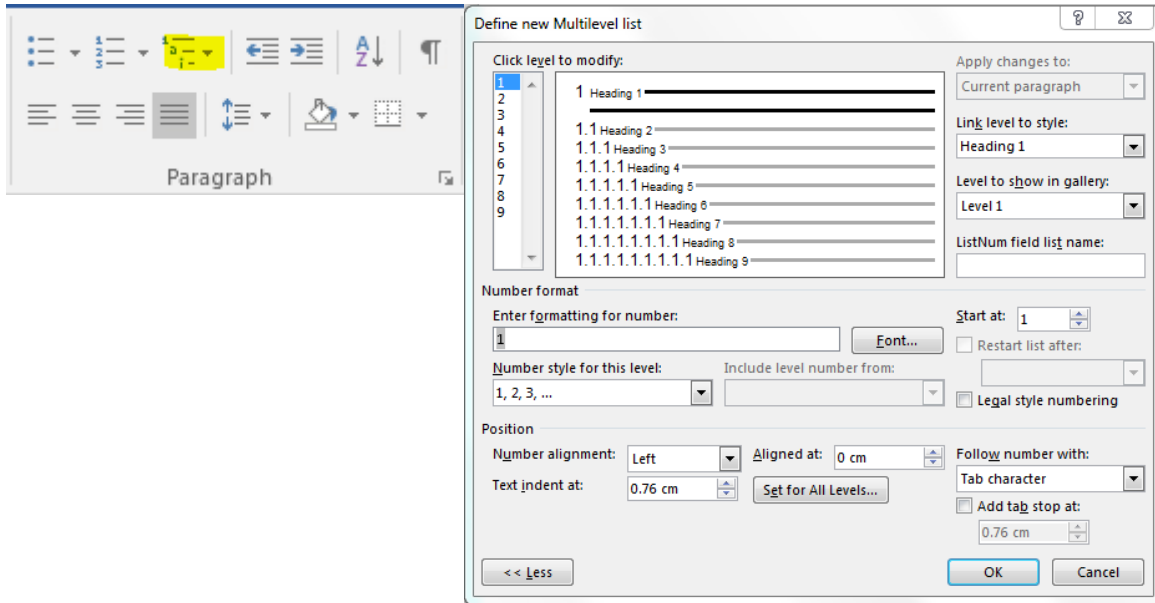 Paragraph
Define new Multilevel list
Click level to modify:
1
2
3
4
5
6
7
8
9
1 Heading 1
1.1 Heading 2
1.1.1 Heading 3
1.1.1.1 Heading 4
1.1.1.1.1 Heading 5
1.1.1.1.1.1 Heading 6
1.1.1.1.1.1.1 Heading 7
1.1.1.1.1.1.1.1 Heading 8
1.1.1.1.1.1.1.1.1 Heading 9
Apply changes to:
Current paragraph
Link level to style:
Heading 1
Level to show in gallery:
Level 1
ListNum field list name:
Number format
Enter formatting for number:
1
Font...
Start at: 1
Restart list after:
Number style for this level:
1, 2, 3, ...
Include level number from:
Legal style numbering
Position
Number alignment: Left
Aligned at: 0 cm
Text indent at: 0.76 cm
Set for All Levels...
Follow number with:
Tab character
Add tab stop at:
0.76 cm
<< Less
OK
Cancel